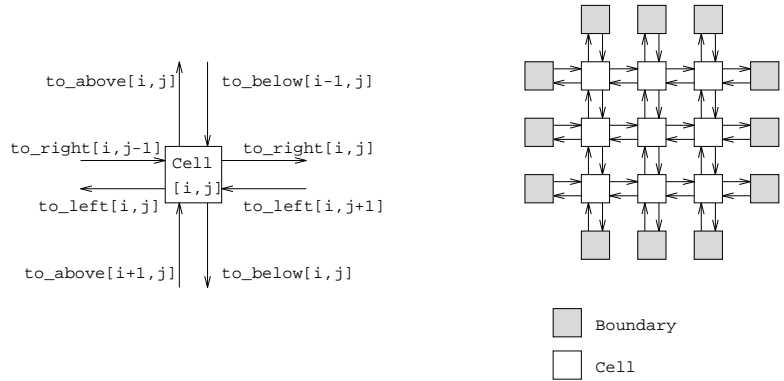 to_above[i,j] to_below[i-1,j]
to_right[i,j-1] to_right[i,j]
Cell
[i,j]
to_left[i,j] to_left[i,j+1]
to_above[i+1,j] to_below[i,j]
Boundary
Cell